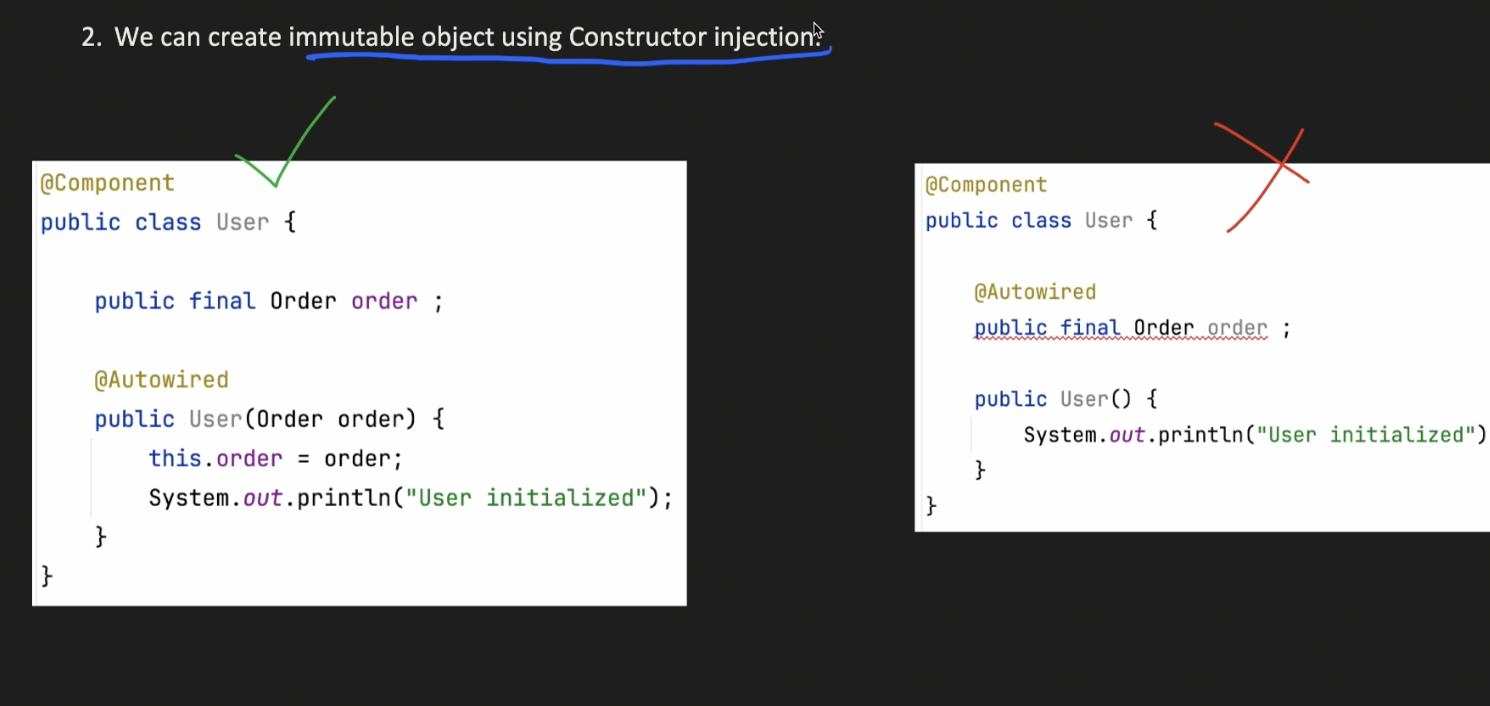 2. We can create immutable object using Constructor injection.
@Component
public class User {
public final Order order ;
@Autowired
public User(Order order) {
this.order = order;
System.out.println("User initialized");
}
}
@Component
public class User {
@Autowired
public final Order order ;
public User() {
System.out.println("User initialized")
}
}